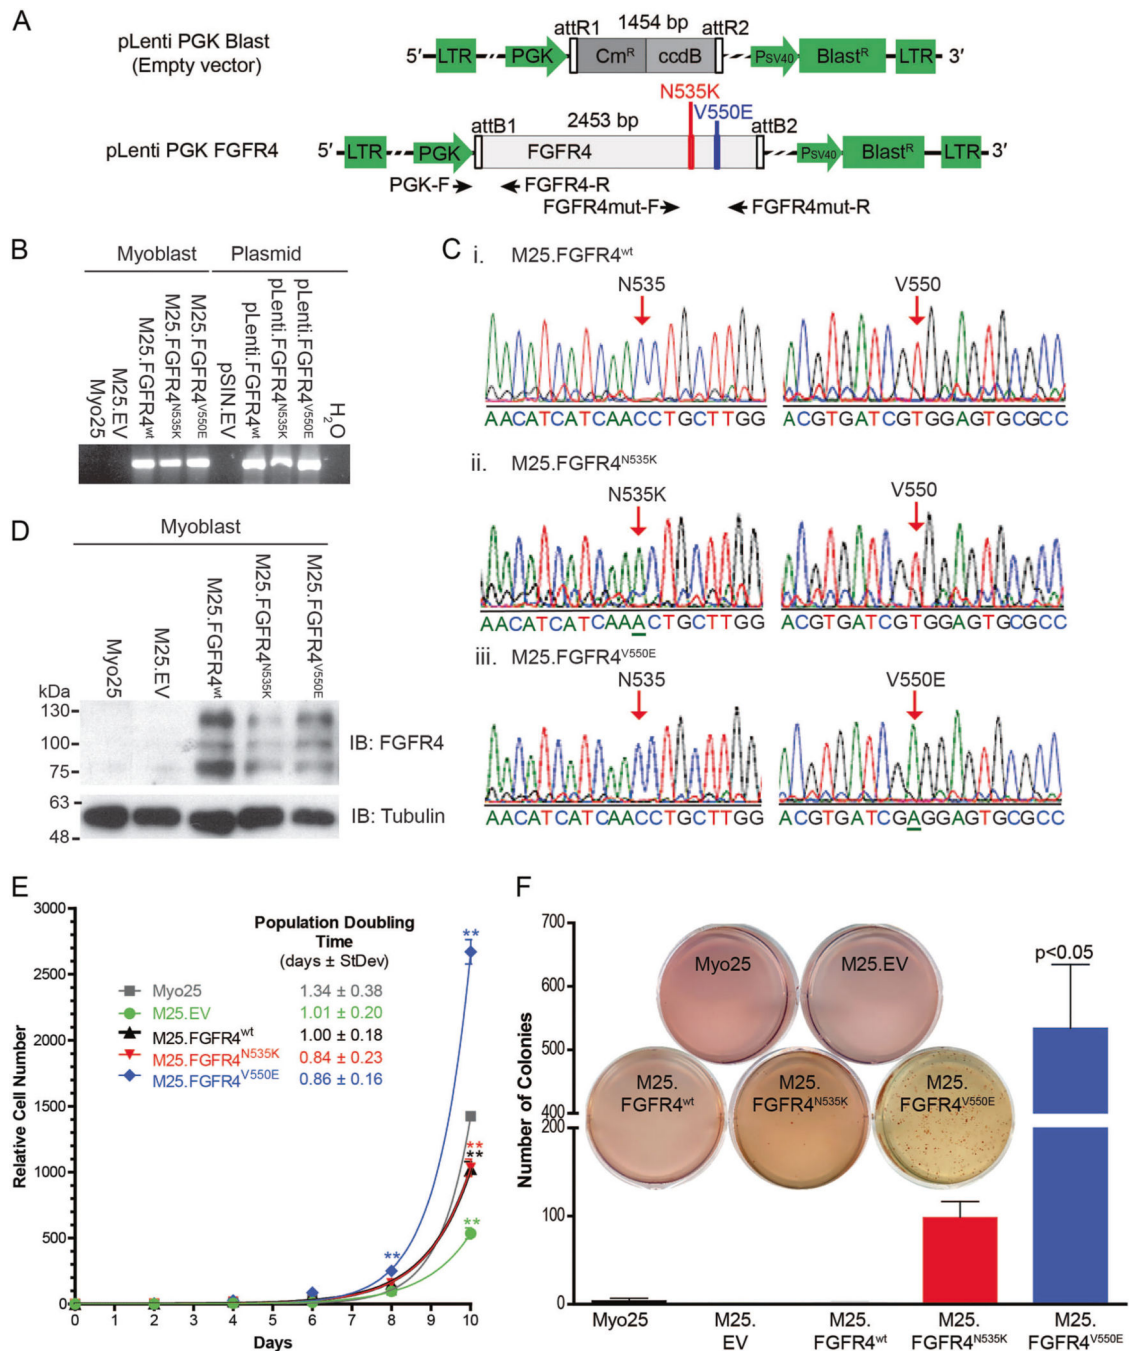 A
pLenti PGK Blast
(Empty vector)
5′ LTR PGK attR1 1454 bp attR2 CmR ccdB PSV40 BlastR LTR 3′
N535K
V550E
pLenti PGK FGFR4
5′ LTR PGK attB1 2453 bp attB2 FGFR4 PSV40 BlastR LTR 3′
PGK-F FGFR4-R
FGFR4mut-F FGFR4mut-R
B
Myoblast Plasmid
Myo25
M25.EV
M25.FGFR4wt
M25.FGFR4N535K
M25.FGFR4V550E
pSIN.EV
pLenti.FGFR4wt
pLenti.FGFR4N535K
pLenti.FGFR4V550E
H2O
C
i. M25.FGFR4wt
N535 V550
AACATCATCAACCTGCTTGG ACGTGATCGTGGAGTGCGCC
ii. M25.FGFR4N535K
N535K V550
AACATCATCAAACTGCTTGG ACGTGATCGTGGAGTGCGCC
iii. M25.FGFR4V550E
N535 V550E
AACATCATCAACCTGCTTGG ACGTGATCGAGGAGTGCGCC
D
Myoblast
Myo25
M25.EV
M25.FGFR4wt
M25.FGFR4N535K
M25.FGFR4V550E
kDa
130
100
75
IB: FGFR4
63
48
IB: Tubulin
E
Relative Cell Number
3000
2500
2000
1500
1000
500
0
Population Doubling
Time
(days ± StDev)
Myo25 1.34 ± 0.38
M25.EV 1.01 ± 0.20
M25.FGFR4wt 1.00 ± 0.18
M25.FGFR4N535K 0.84 ± 0.23
M25.FGFR4V550E 0.86 ± 0.16
**
**
**
**
**
0 1 2 3 4 5 6 7 8 9 10
Days
F
Number of Colonies
700
600
500
400
200
100
0
p<0.05
Myo25 M25.EV
M25.
FGFR4wt
M25.
FGFR4N535K
M25.
FGFR4V550E
Myo25
M25.
EV
M25.
FGFR4wt
M25.
FGFR4N535K
M25.
FGFR4V550E